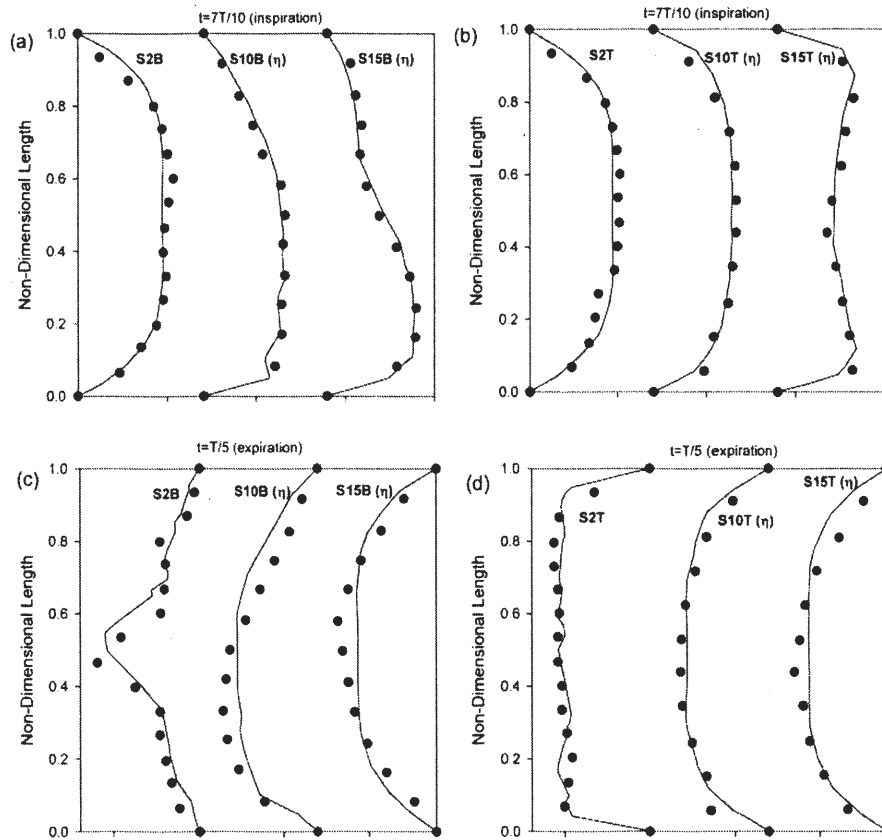 (a)
t=7T/10 (inspiration)
S2B
S10B (η)
S15B (η)
Non-Dimensional Length
1.0
0.8
0.6
0.4
0.2
0.0
(b)
t=7T/10 (inspiration)
S2T
S10T (η)
S15T (η)
Non-Dimensional Length
1.0
0.8
0.6
0.4
0.2
0.0
(c)
t=T/5 (expiration)
S2B
S10B (η)
S15B (η)
Non-Dimensional Length
1.0
0.8
0.6
0.4
0.2
0.0
(d)
t=T/5 (expiration)
S2T
S10T (η)
S15T (η)
Non-Dimensional Length
1.0
0.8
0.6
0.4
0.2
0.0